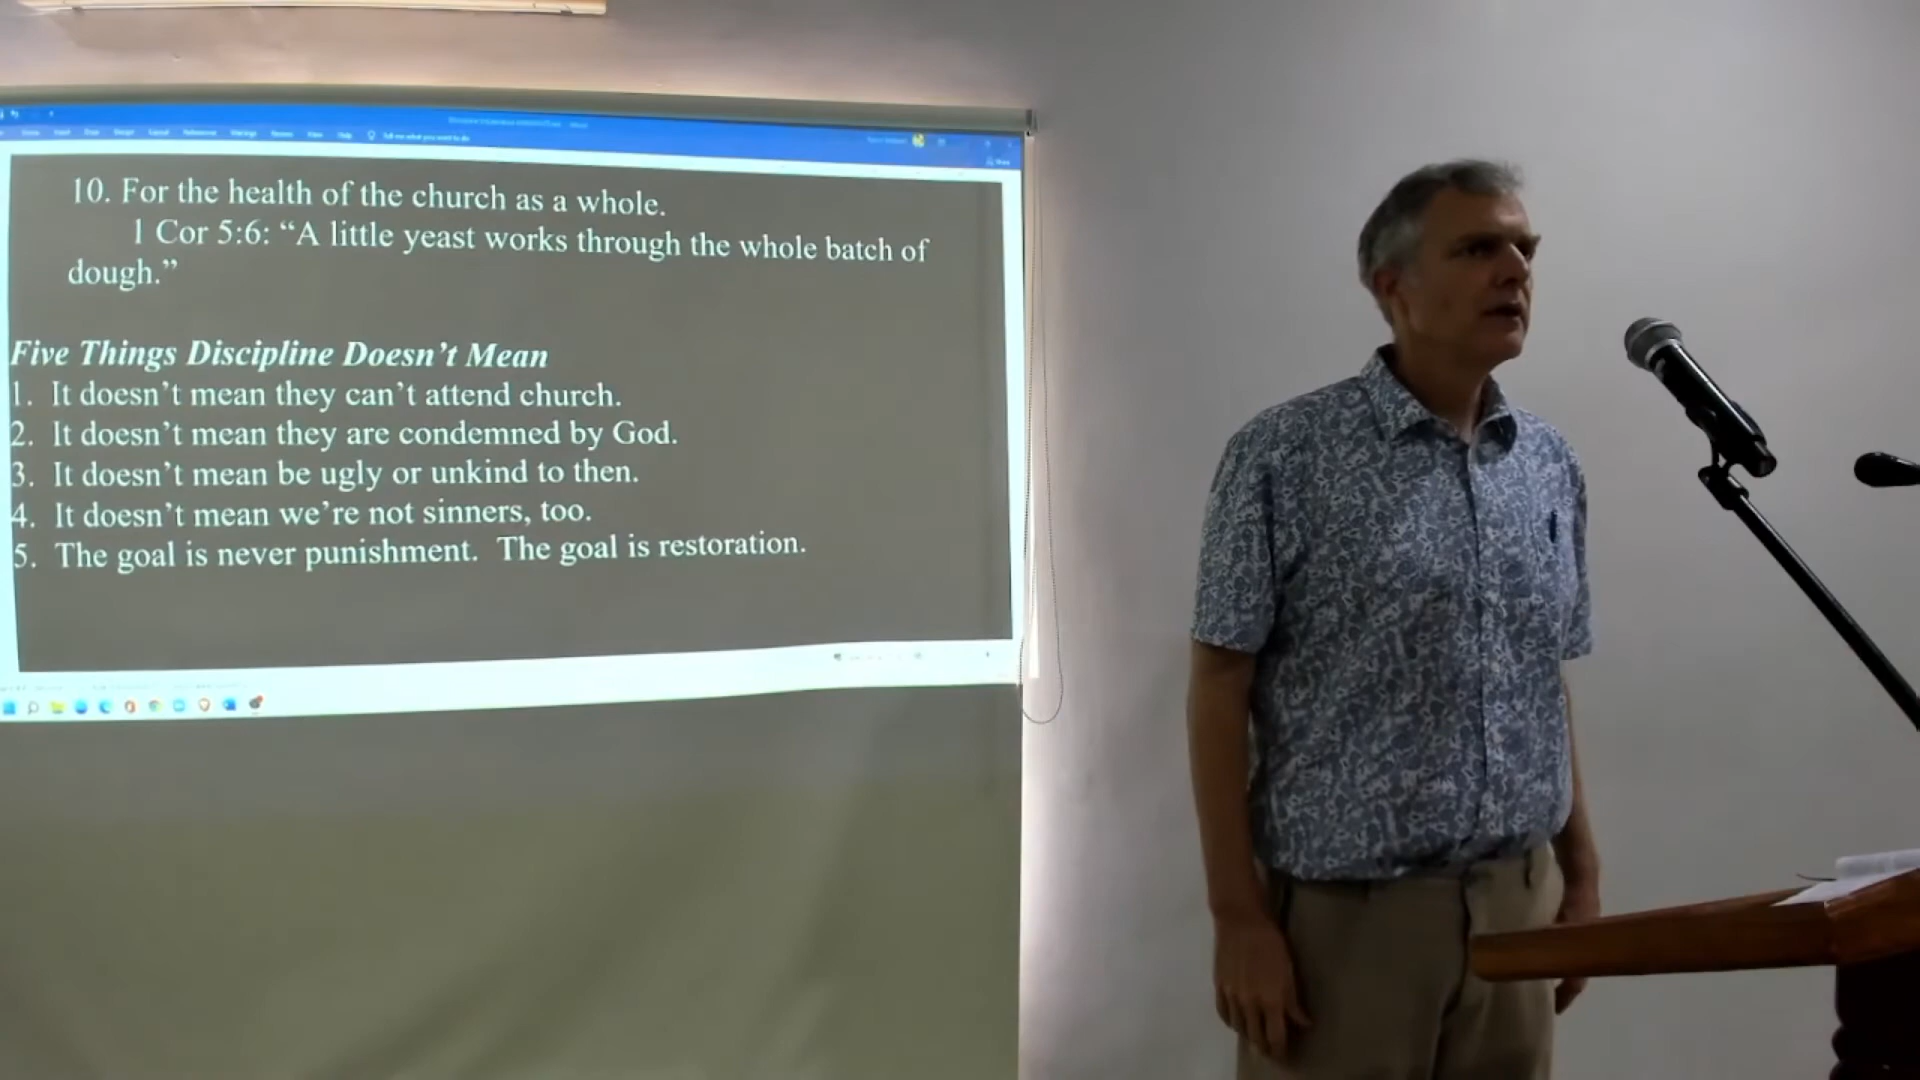 10. For the health of the church as a whole.
1 Cor 5:6: “A little yeast works through the whole batch of
dough.”
Five Things Discipline Doesn’t Mean
1. It doesn’t mean they can’t attend church.
2. It doesn’t mean they are condemned by God.
3. It doesn’t mean be ugly or unkind to then.
4. It doesn’t mean we’re not sinners, too.
5. The goal is never punishment. The goal is restoration.